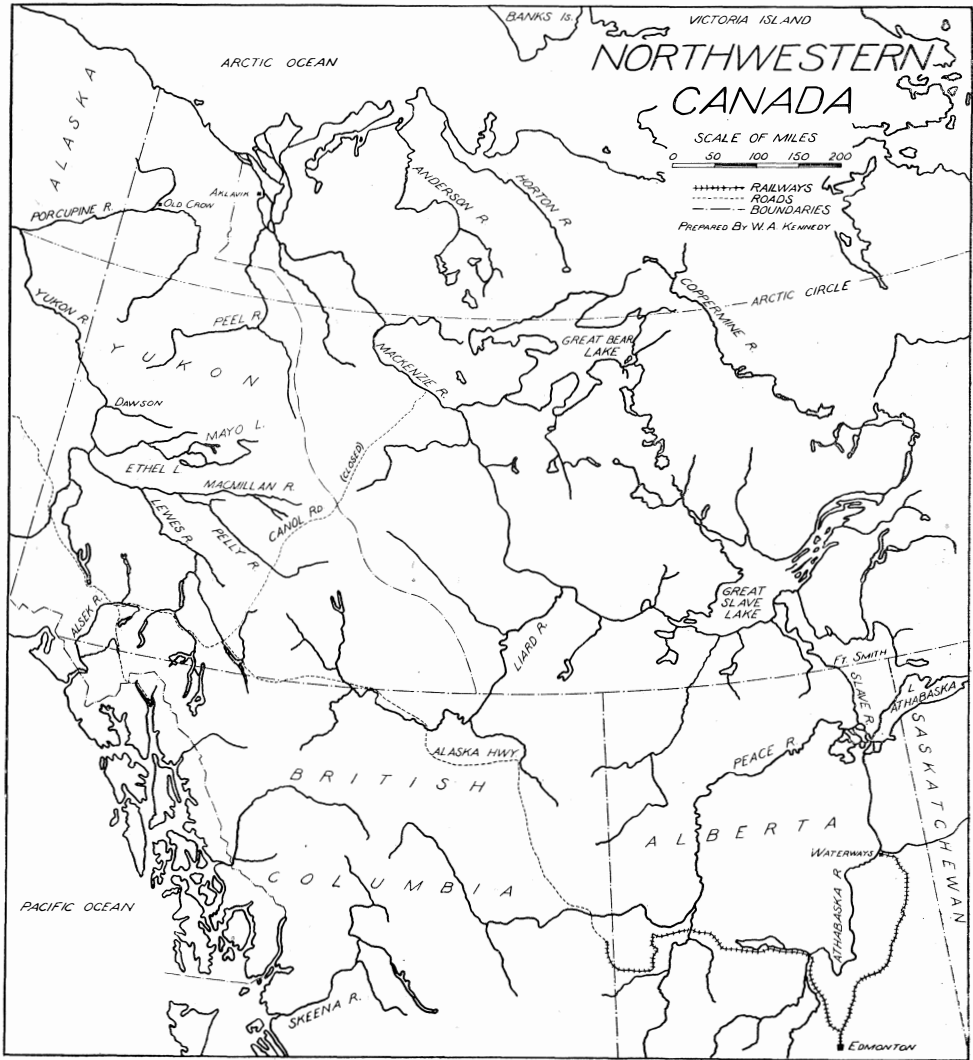 BANKS IS.
VICTORIA ISLAND
NORTHWESTERN
CANADA
ARCTIC OCEAN
SCALE OF MILES
0 50 100 150 200
RAILWAYS
ROADS
BOUNDARIES
PREPARED BY W. A. KENNEDY
ALASKA
AKLAVIK
OLD CROW
PORCUPINE R.
ANDERSON R.
HORTON R.
COPPERMINE R.
ARCTIC CIRCLE
YUKON R.
PEEL R.
GREAT BEAR
LAKE
MACKENZIE R.
YUKON
DAWSON
MAYO L.
ETHEL L.
MACMILLAN R.
(CLOSED)
CANOL RD
LEWES R.
PELLY R.
ALSEK R.
GREAT
SLAVE
LAKE
LIARD R.
FT. SMITH
SLAVE R.
L.
ATHABASKA
SASKATCHEWAN
ALASKA HWY.
PEACE R.
BRITISH
COLUMBIA
ALBERTA
WATERWAYS
ATHABASKA R
PACIFIC OCEAN
SKEENA R.
EDMONTON